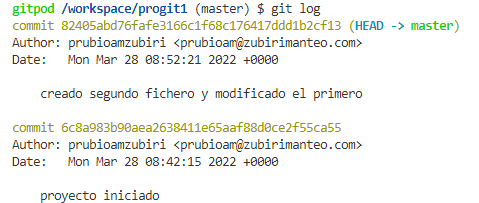 gitpod /workspace/progit1 (master) $ git log
commit 82405abd76fafe3166c1f68c176417ddd1b2cf13 (HEAD -> master)
Author: prubioamzubiri <prubioam@zubirimanteo.com>
Date:   Mon Mar 28 08:52:21 2022 +0000
creado segundo fichero y modificado el primero
commit 6c8a983b90aea2638411e65aaf88d0ce2f55ca55
Author: prubioamzubiri <prubioam@zubirimanteo.com>
Date:   Mon Mar 28 08:42:15 2022 +0000
proyecto iniciado